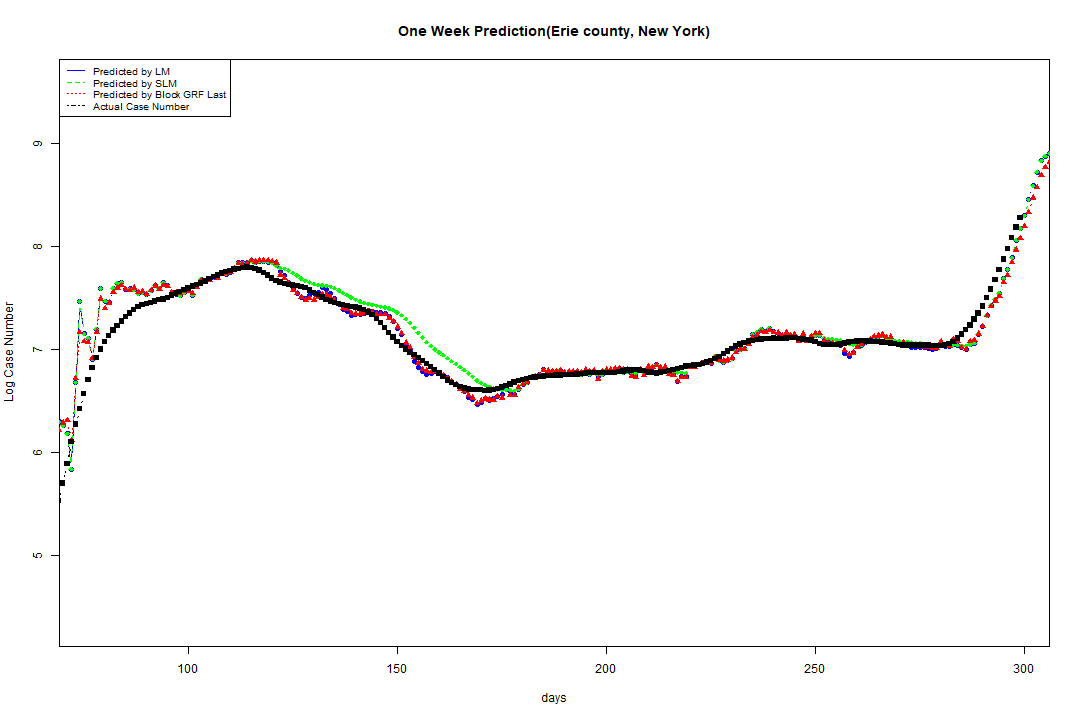 One Week Prediction(Erie county, New York)
Predicted by LM
Predicted by SLM
Predicted by Block GRF Last
Actual Case Number
Log Case Number
9
8
7
6
5
100 150 200 250 300
days